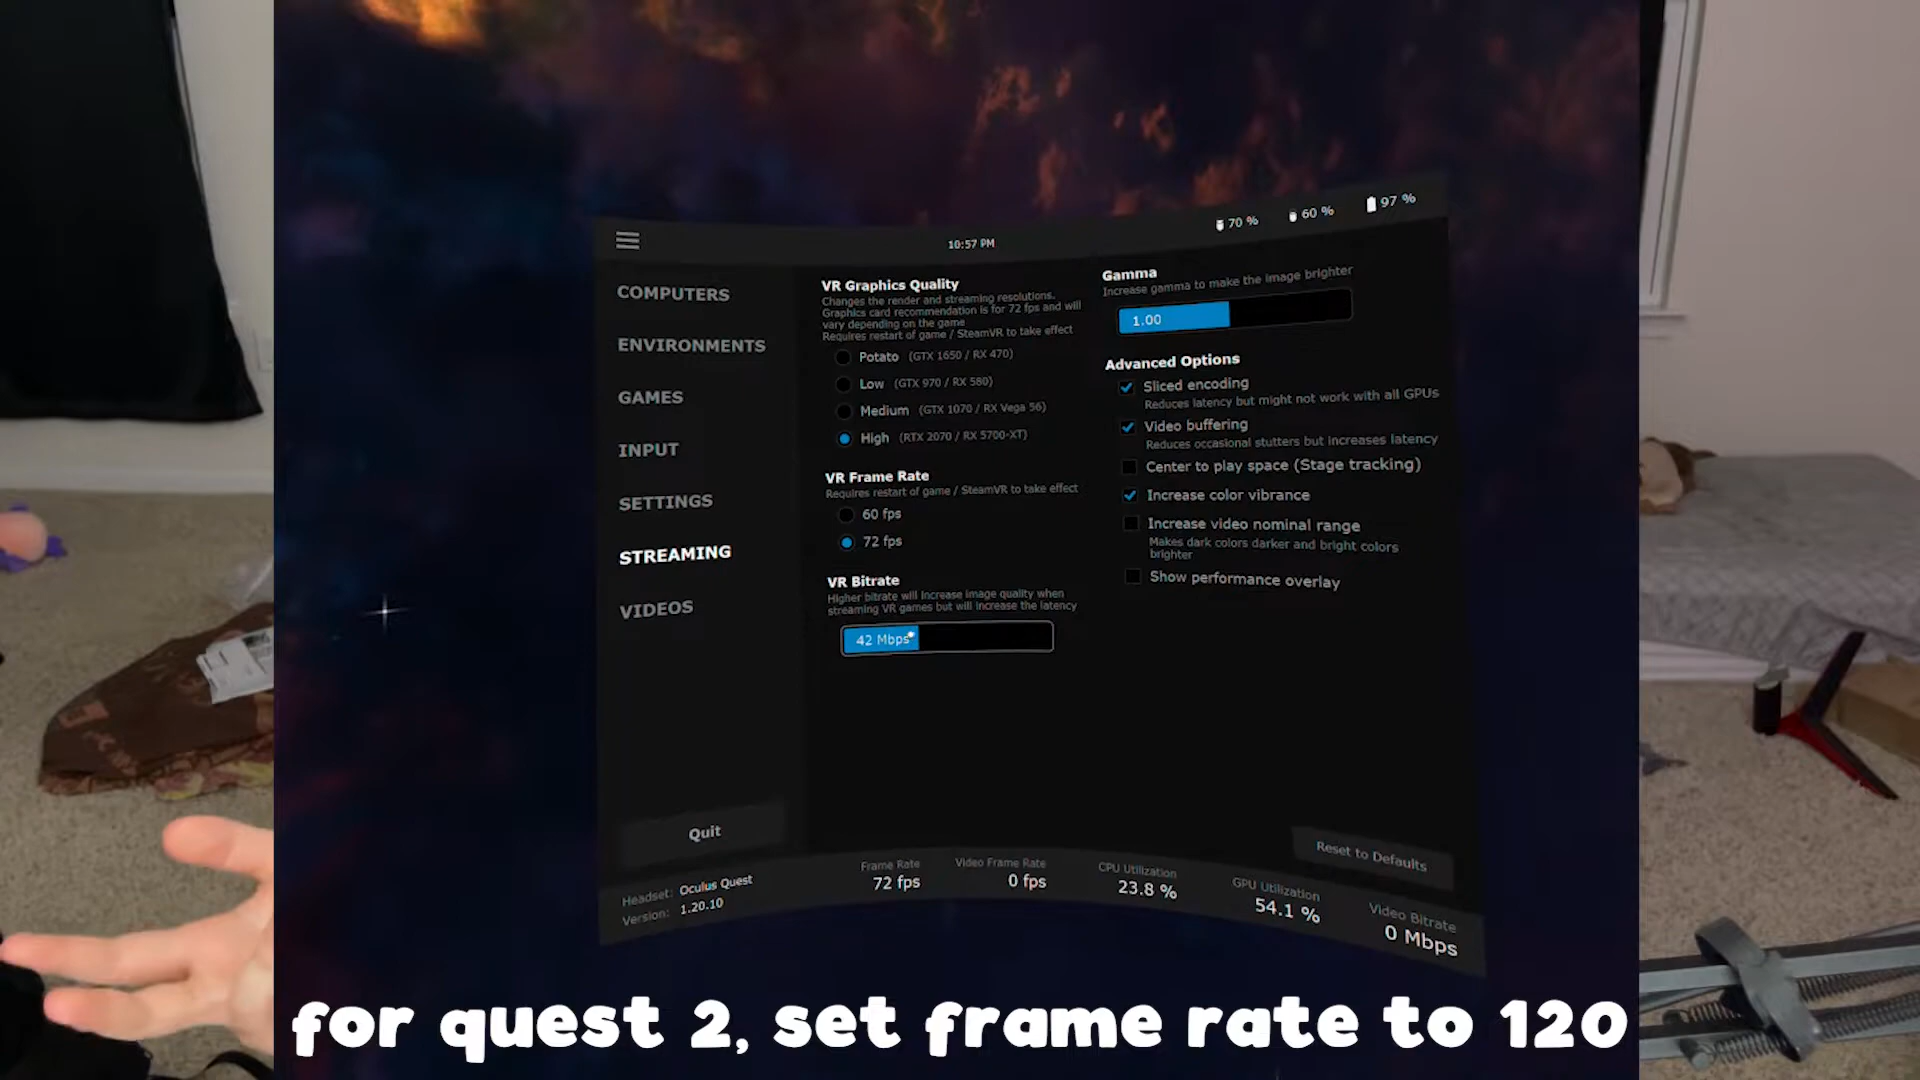 10:57 PM
70 %
60 %
97 %
COMPUTERS
ENVIRONMENTS
GAMES
INPUT
SETTINGS
STREAMING
VIDEOS
Quit
VR Graphics Quality
Changes the render and streaming resolutions.
Graphics card recommendation is for 72 fps and will
vary depending on the game
Requires restart of game / SteamVR to take effect
Potato (GTX 1650 / RX 470)
Low (GTX 970 / RX 580)
Medium (GTX 1070 / RX Vega 56)
High (RTX 2070 / RX 5700-XT)
VR Frame Rate
Requires restart of game / SteamVR to take effect
60 fps
72 fps
VR Bitrate
Higher bitrate will increase image quality when
streaming VR games but will increase the latency
42 Mbps
Gamma
Increase gamma to make the image brighter
1.00
Advanced Options
Sliced encoding
Reduces latency but might not work with all GPUs
Video buffering
Reduces occasional stutters but increases latency
Center to play space (Stage tracking)
Increase color vibrance
Increase video nominal range
Makes dark colors darker and bright colors
brighter
Show performance overlay
Reset to Defaults
Headset: Oculus Quest
Version: 1.20.10
Frame Rate
72 fps
Video Frame Rate
0 fps
CPU Utilization
23.8 %
GPU Utilization
54.1 %
Video Bitrate
0 Mbps
for quest 2, set frame rate to 120